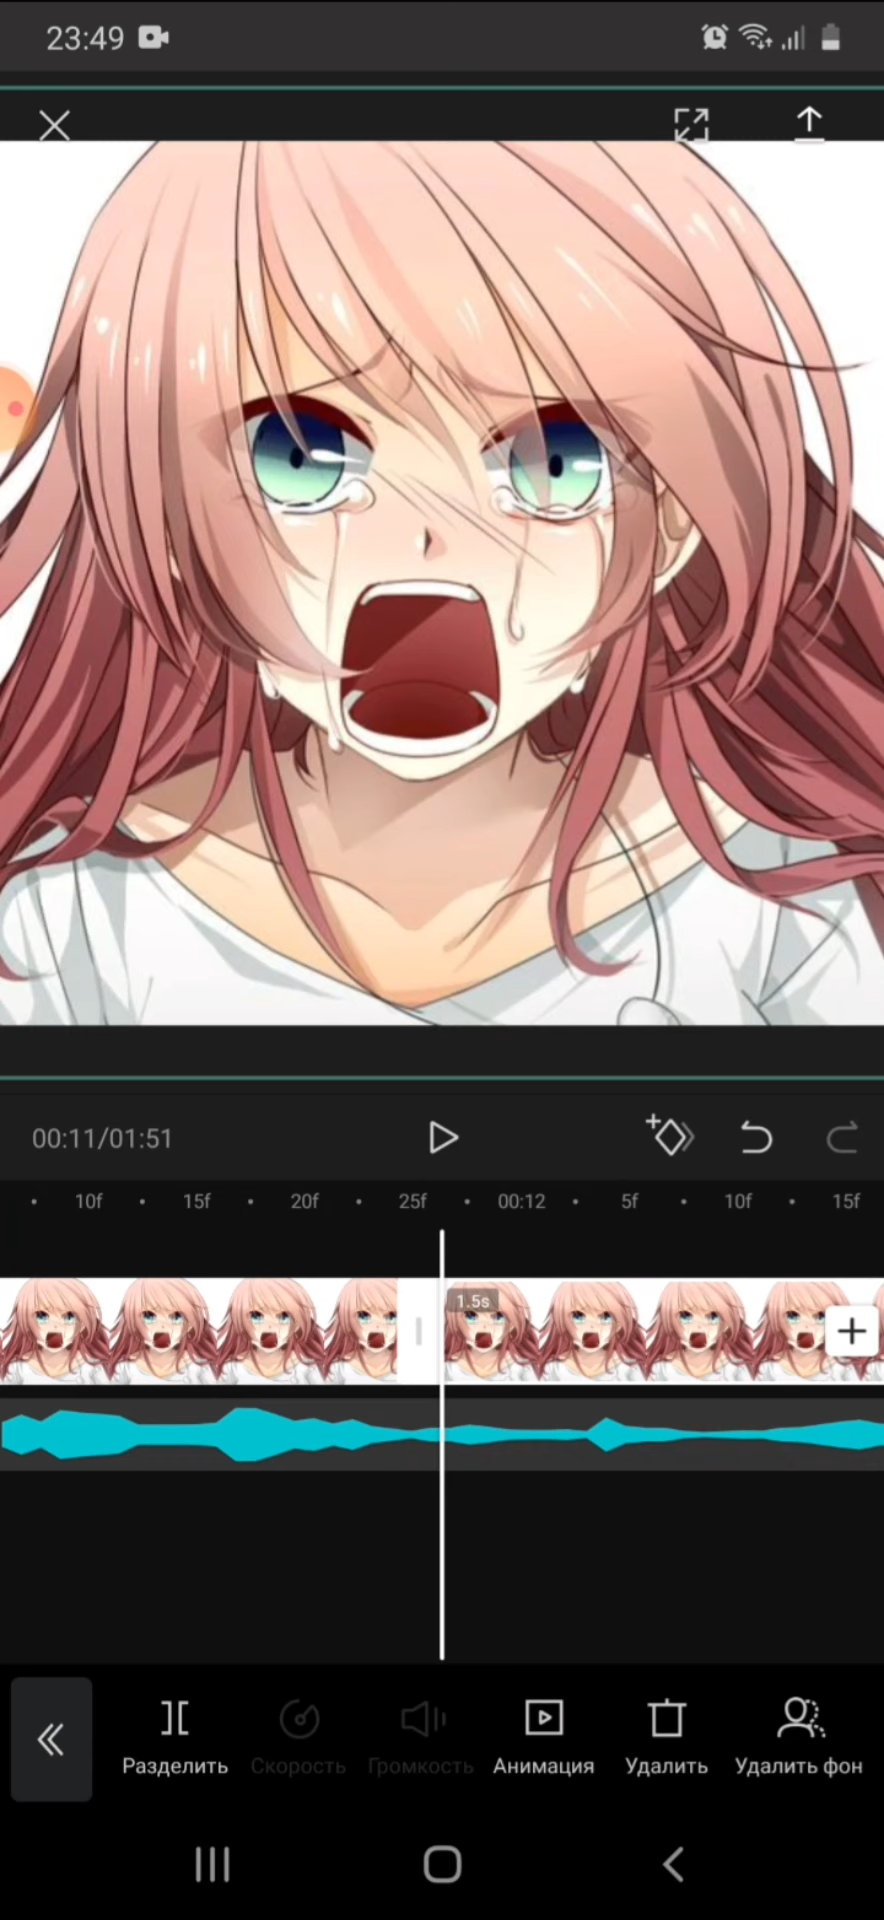 23:49
00:11/01:51
10f 15f 20f 25f 00:12 5f 10f 15f
1.5s
Разделить Скорость Громкость Анимация Удалить Удалить фон